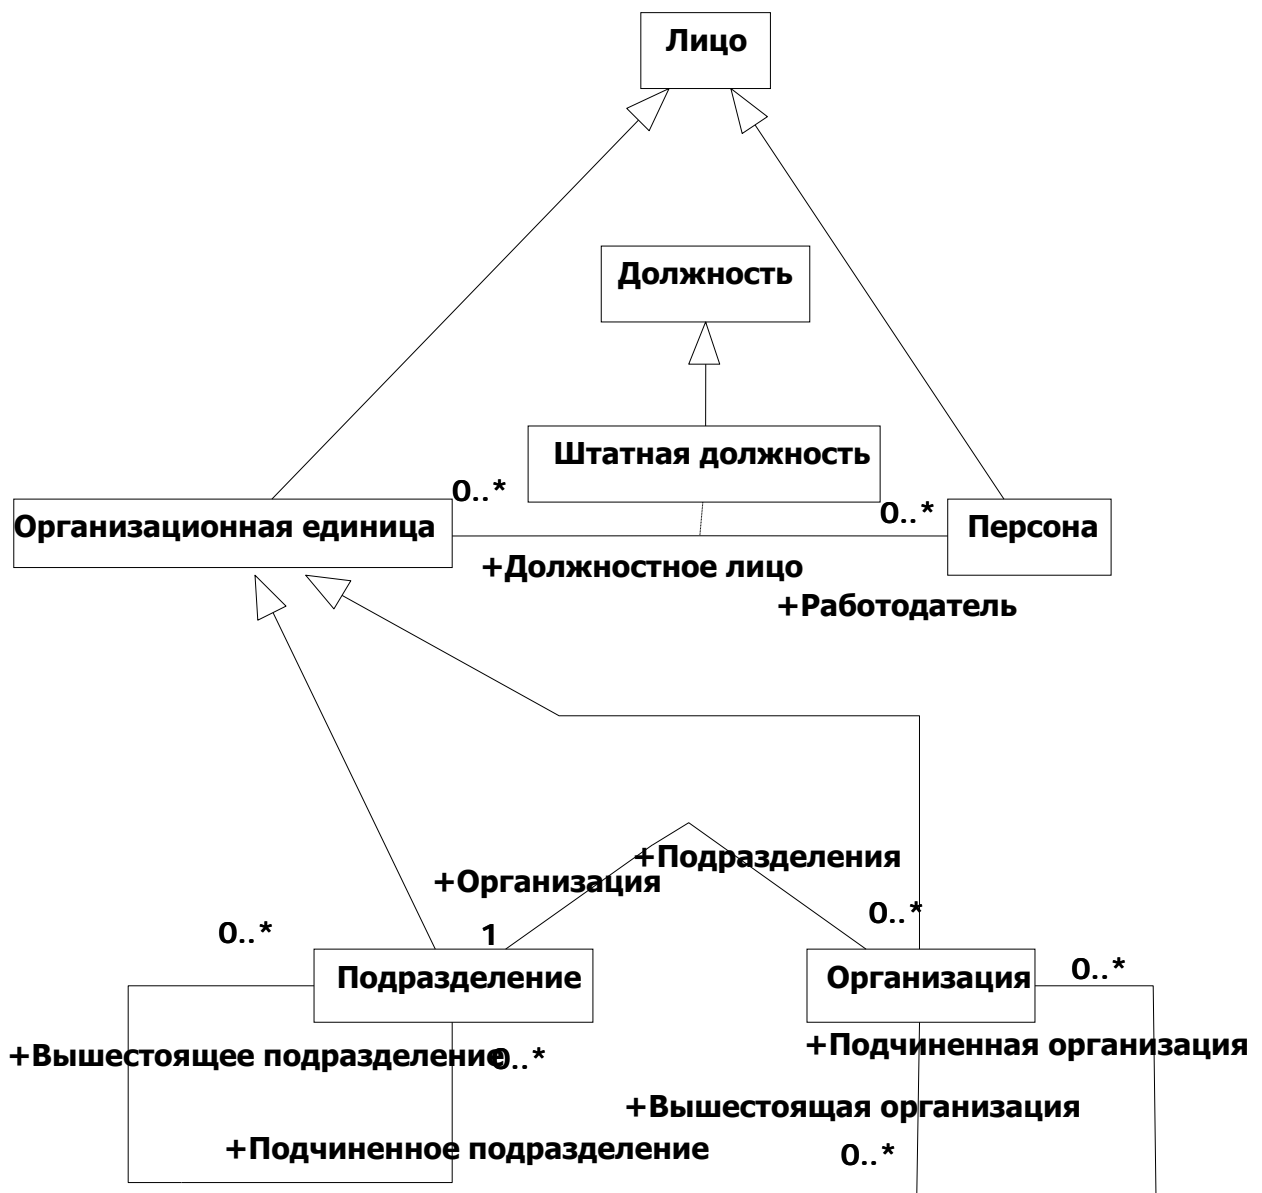 Лицо
Должность
Штатная должность
0..*
0..*
Организационная единица
Персона
+Должностное лицо
+Работодатель
+Подразделения
+Организация
0..*
0..*
1
Подразделение
Организация
0..*
+Вышестоящее подразделение
0..*
+Подчиненная организация
+Вышестоящая организация
+Подчиненное подразделение
0..*